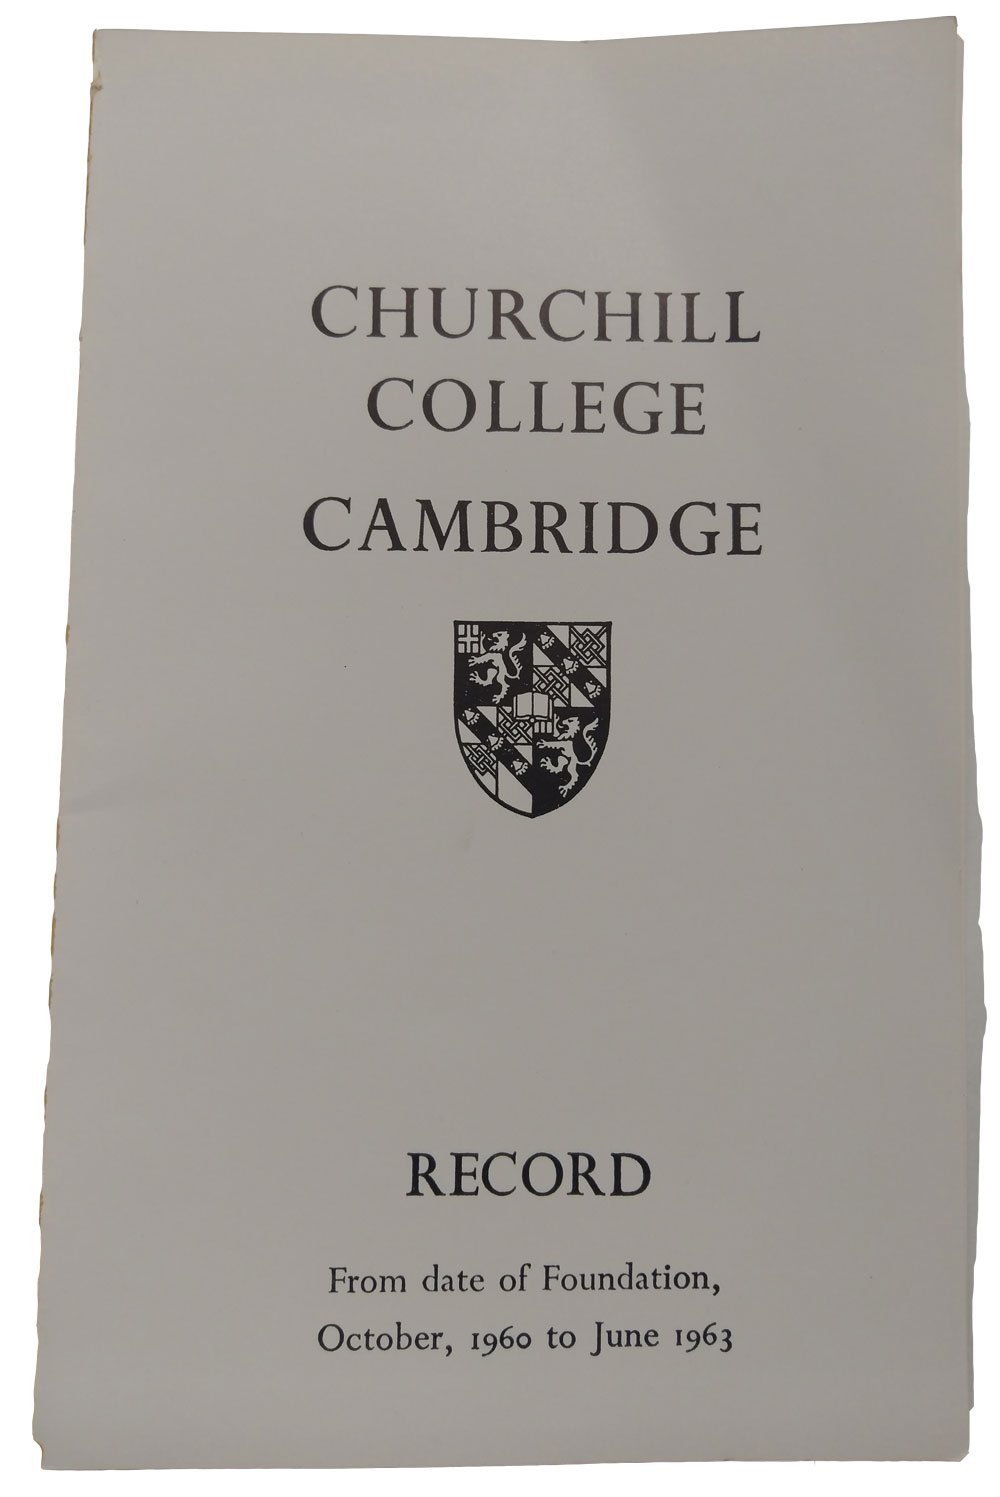 CHURCHILL
COLLEGE
CAMBRIDGE
RECORD
From date of Foundation,
October, 1960 to June 1963